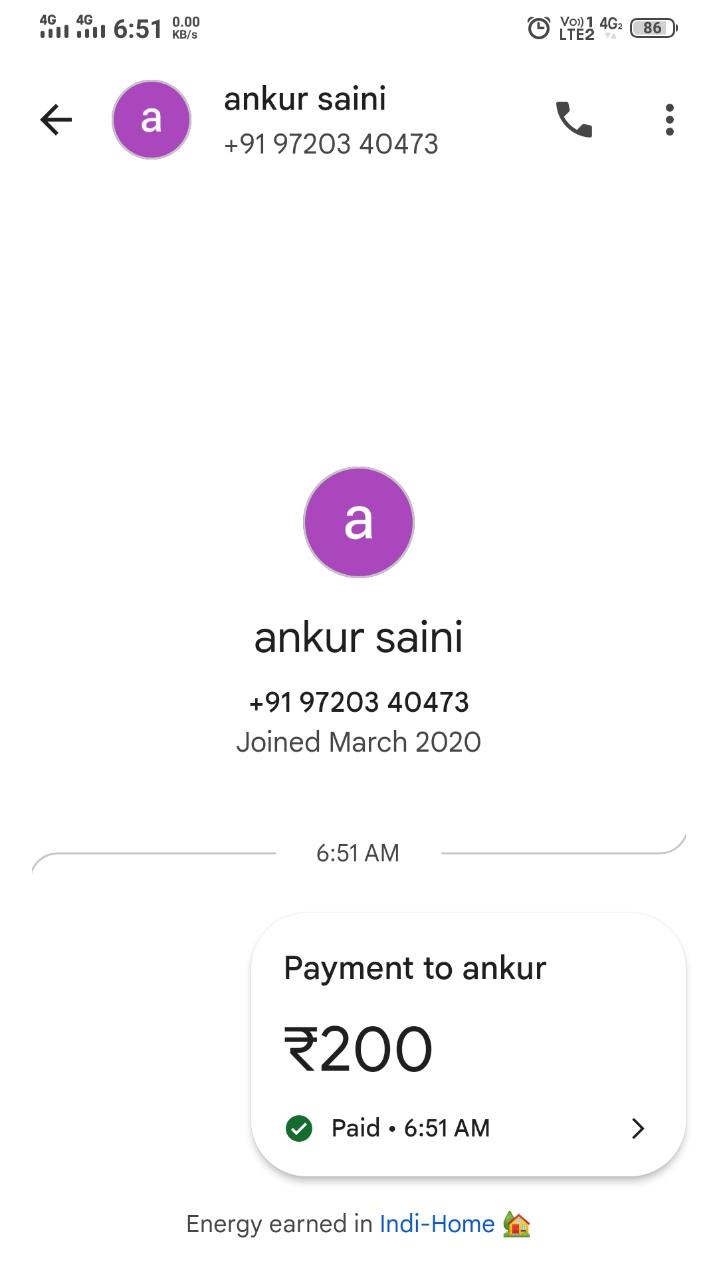 4G 4G 6:51 0.00 KB/s Vo)) 1 LTE2 4G2 86
a
ankur saini
+91 97203 40473
a
ankur saini
+91 97203 40473
Joined March 2020
6:51 AM
Payment to ankur
₹200
Paid • 6:51 AM
Energy earned in Indi-Home 🏡